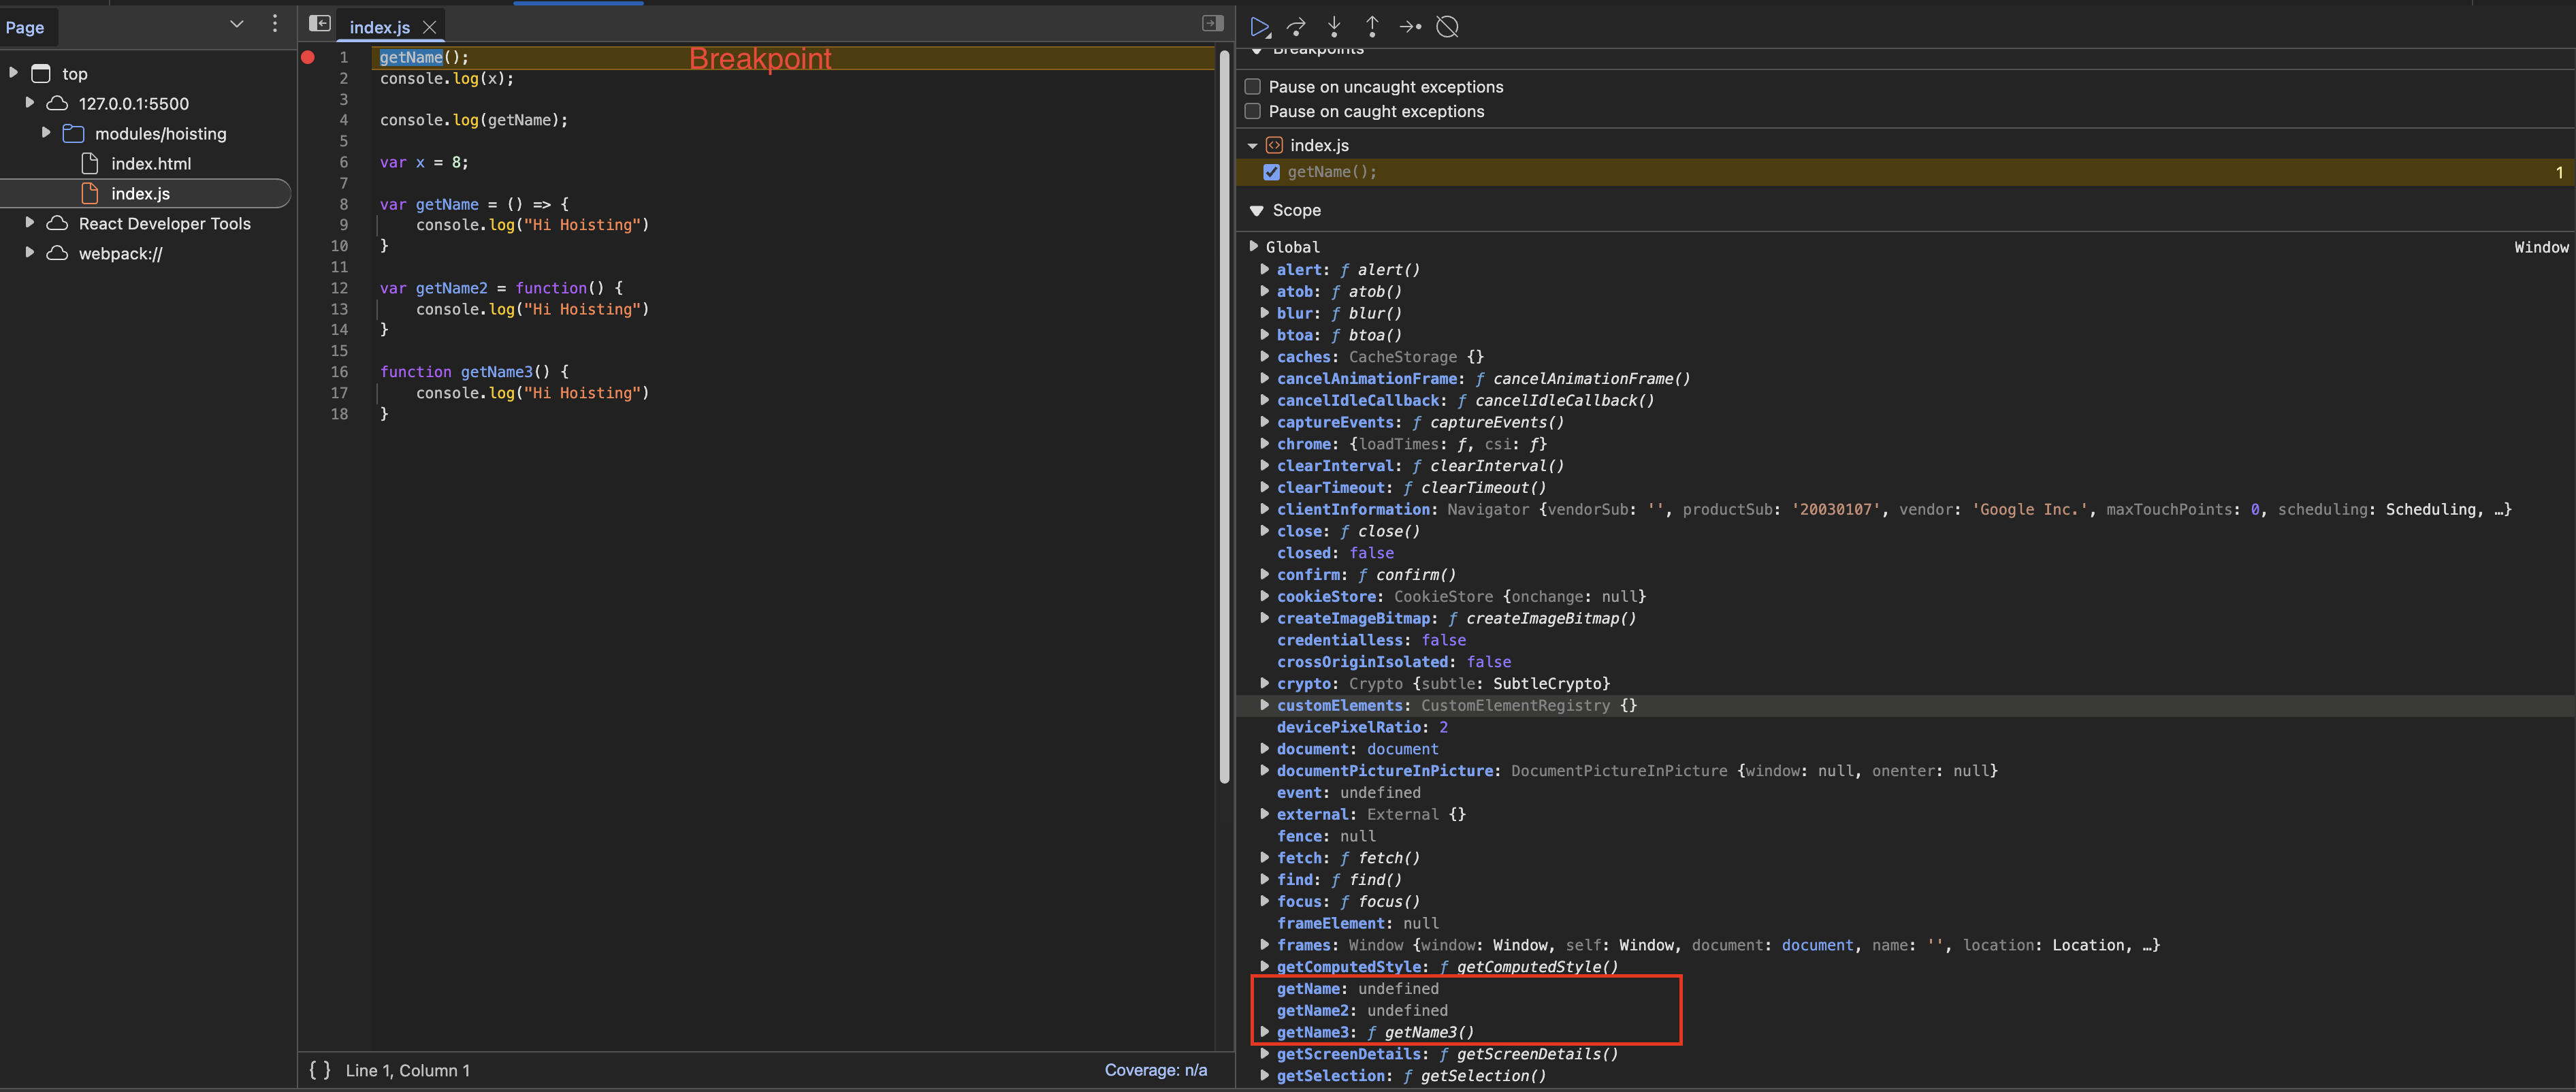 Page
top
127.0.0.1:5500
modules/hoisting
index.html
index.js
React Developer Tools
webpack://
index.js
Breakpoint
1 getName();
2 console.log(x);
3
4 console.log(getName);
5
6 var x = 8;
7
8 var getName = () => {
9 console.log("Hi Hoisting")
10 }
11
12 var getName2 = function() {
13 console.log("Hi Hoisting")
14 }
15
16 function getName3() {
17 console.log("Hi Hoisting")
18 }
{ } Line 1, Column 1
Coverage: n/a
Breakpoints
Pause on uncaught exceptions
Pause on caught exceptions
index.js
getName(); 1
Scope
Global Window
alert: ƒ alert()
atob: ƒ atob()
blur: ƒ blur()
btoa: ƒ btoa()
caches: CacheStorage {}
cancelAnimationFrame: ƒ cancelAnimationFrame()
cancelIdleCallback: ƒ cancelIdleCallback()
captureEvents: ƒ captureEvents()
chrome: {loadTimes: ƒ, csi: ƒ}
clearInterval: ƒ clearInterval()
clearTimeout: ƒ clearTimeout()
clientInformation: Navigator {vendorSub: '', productSub: '20030107', vendor: 'Google Inc.', maxTouchPoints: 0, scheduling: Scheduling, …}
close: ƒ close()
closed: false
confirm: ƒ confirm()
cookieStore: CookieStore {onchange: null}
createImageBitmap: ƒ createImageBitmap()
credentialless: false
crossOriginIsolated: false
crypto: Crypto {subtle: SubtleCrypto}
customElements: CustomElementRegistry {}
devicePixelRatio: 2
document: document
documentPictureInPicture: DocumentPictureInPicture {window: null, onenter: null}
event: undefined
external: External {}
fence: null
fetch: ƒ fetch()
find: ƒ find()
focus: ƒ focus()
frameElement: null
frames: Window {window: Window, self: Window, document: document, name: '', location: Location, …}
getComputedStyle: ƒ getComputedStyle()
getName: undefined
getName2: undefined
getName3: ƒ getName3()
getScreenDetails: ƒ getScreenDetails()
getSelection: ƒ getSelection()